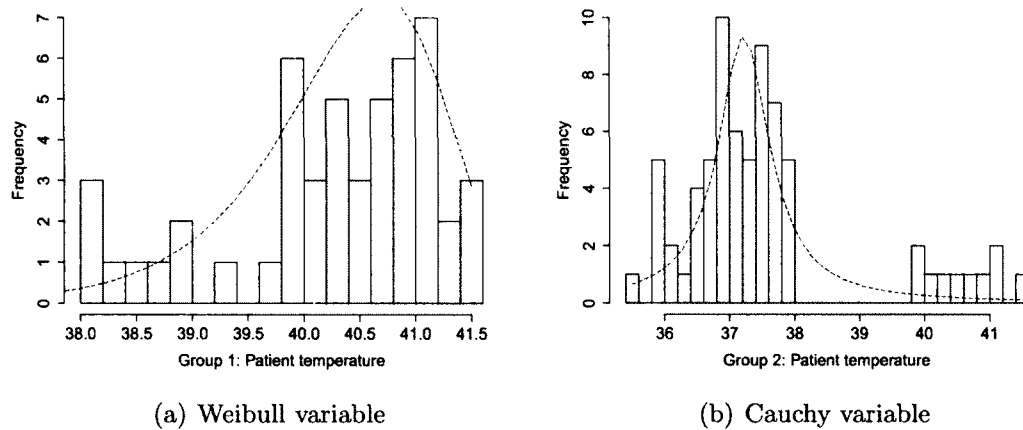 Frequency
7
6
5
4
3
2
1
0
38.0 38.5 39.0 39.5 40.0 40.5 41.0 41.5
Group 1: Patient temperature
(a) Weibull variable
Frequency
10
8
6
4
2
0
36 37 38 40 41
Group 2: Patient temperature
(b) Cauchy variable